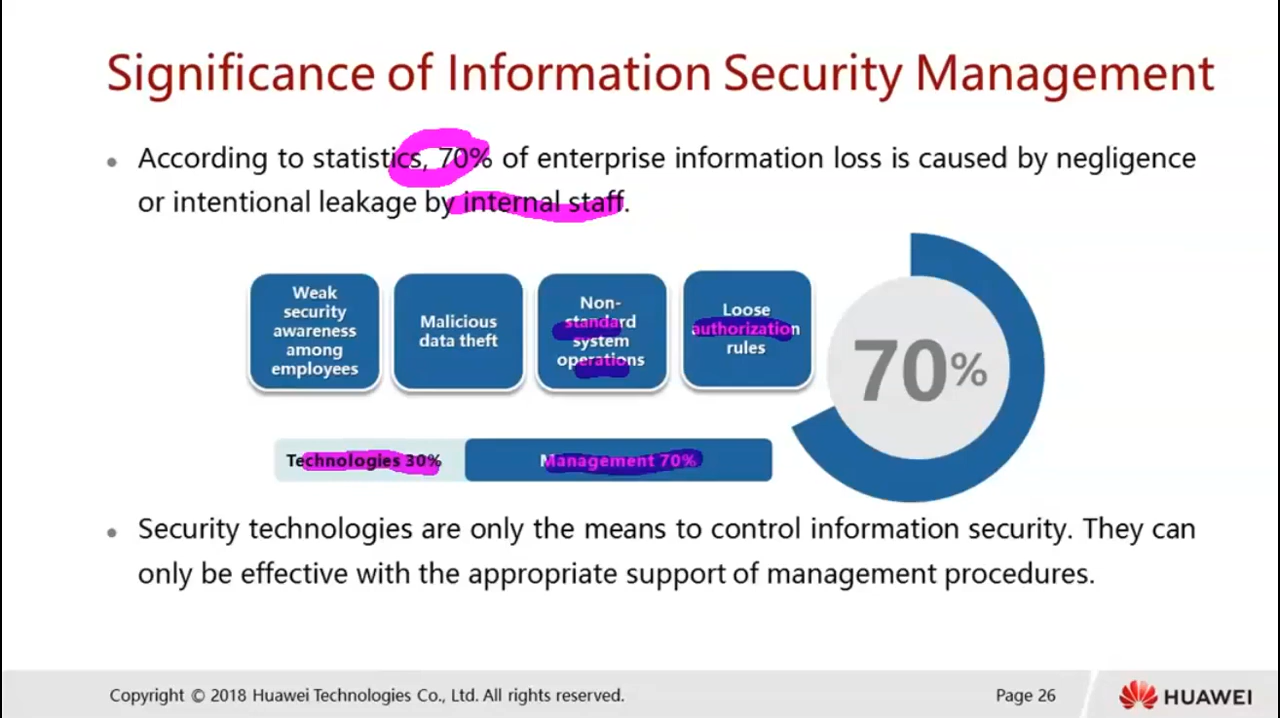 Significance of Information Security Management
According to statistics, 70% of enterprise information loss is caused by negligence
or intentional leakage by internal staff.
Weak
security
awareness
among
employees
Malicious
data theft
Non-
standard
system
operations
Loose
authorization
rules
70%
Technologies 30%
Management 70%
Security technologies are only the means to control information security. They can
only be effective with the appropriate support of management procedures.
Copyright © 2018 Huawei Technologies Co., Ltd. All rights reserved.
Page 26
HUAWEI